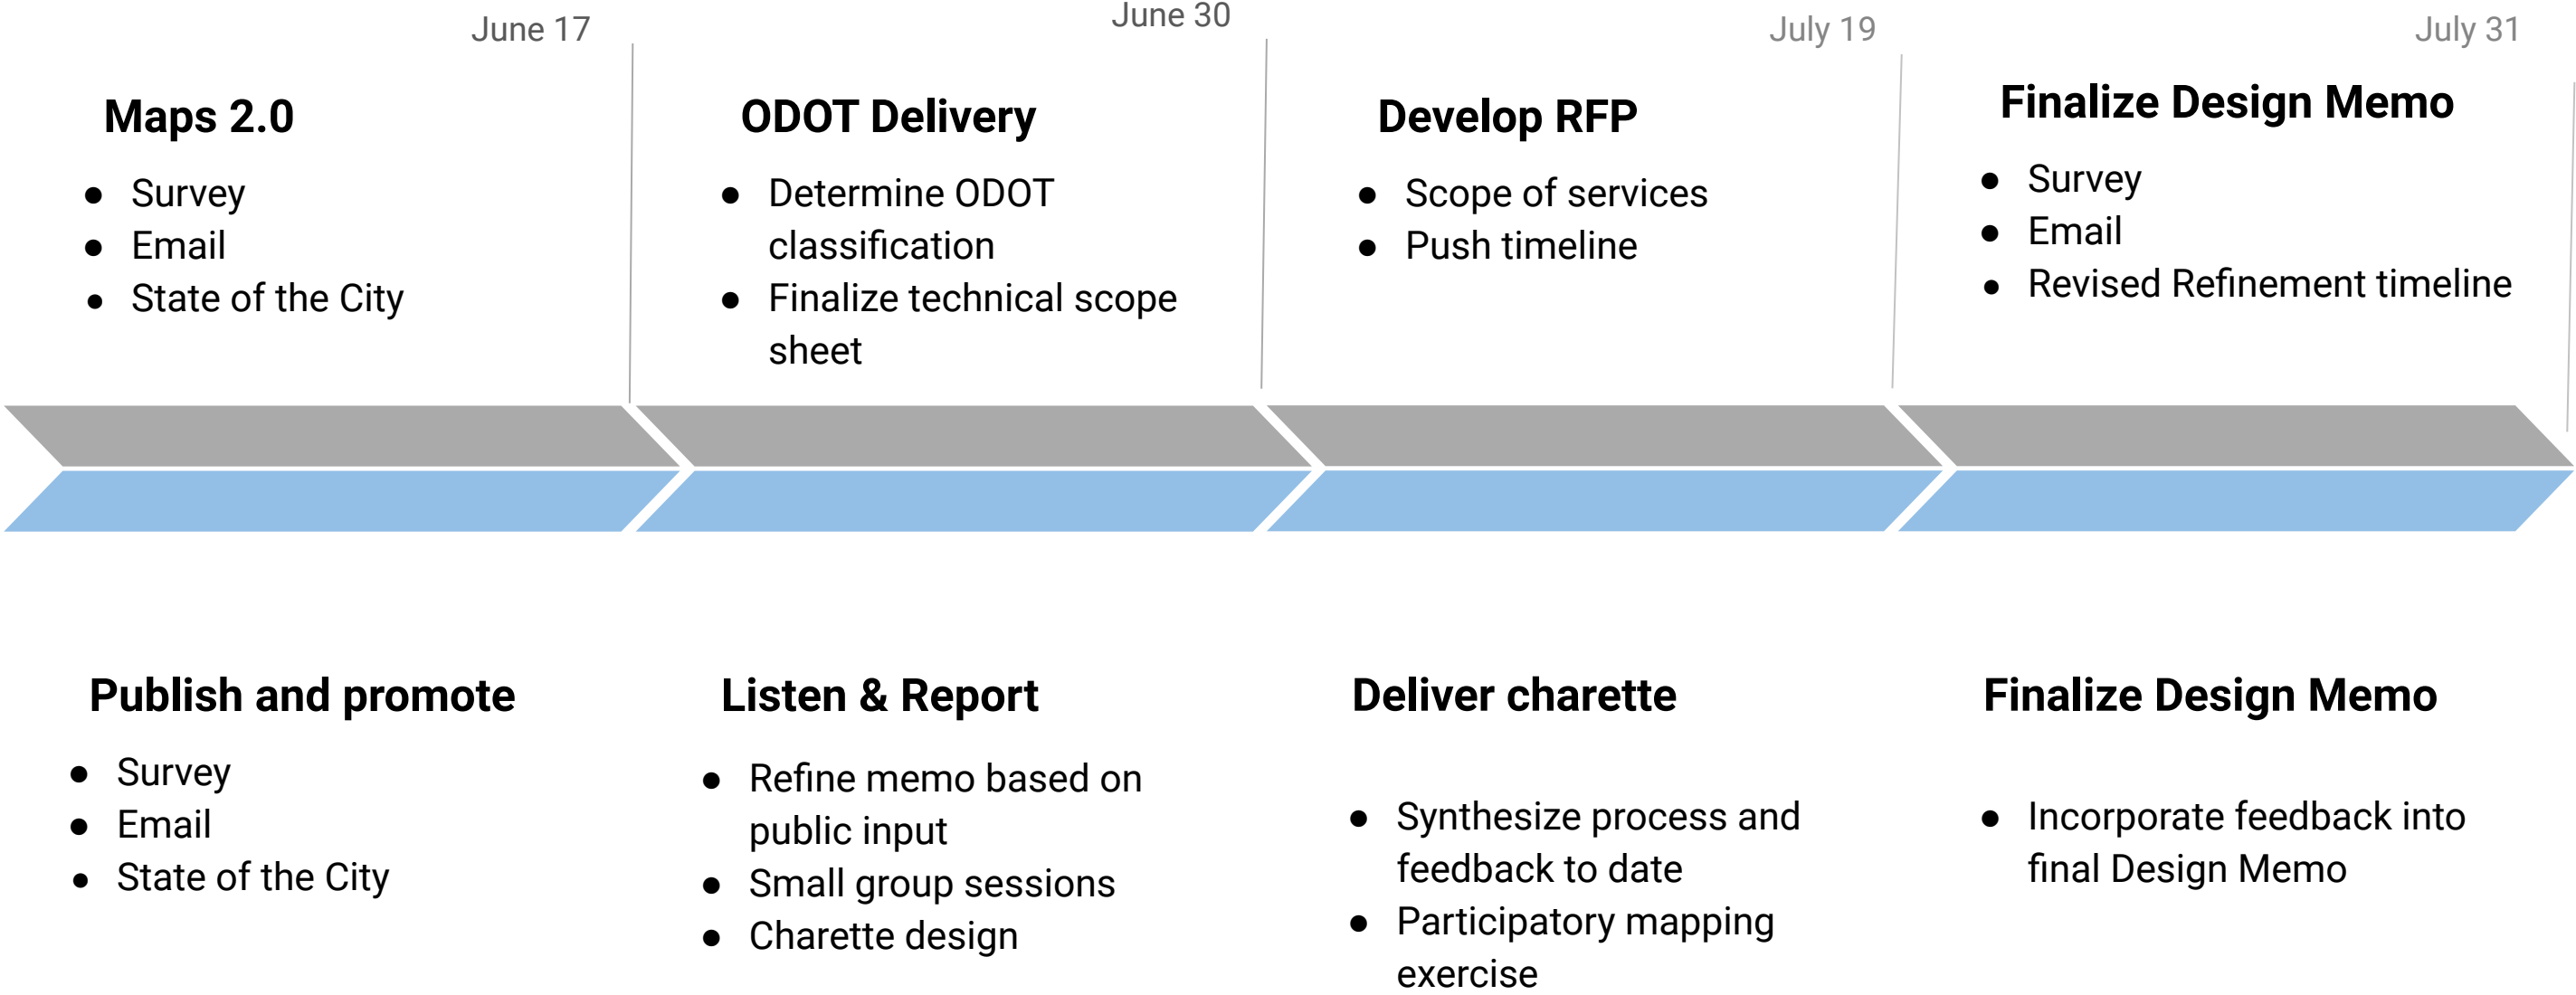 June 17
June 30
July 19
July 31
Maps 2.0
● Survey
● Email
● State of the City
ODOT Delivery
● Determine ODOT
classification
● Finalize technical scope
sheet
Develop RFP
● Scope of services
● Push timeline
Finalize Design Memo
● Survey
● Email
● Revised Refinement timeline
Publish and promote
● Survey
● Email
● State of the City
Listen & Report
● Refine memo based on
public input
● Small group sessions
● Charette design
Deliver charette
● Synthesize process and
feedback to date
● Participatory mapping
exercise
Finalize Design Memo
● Incorporate feedback into
final Design Memo